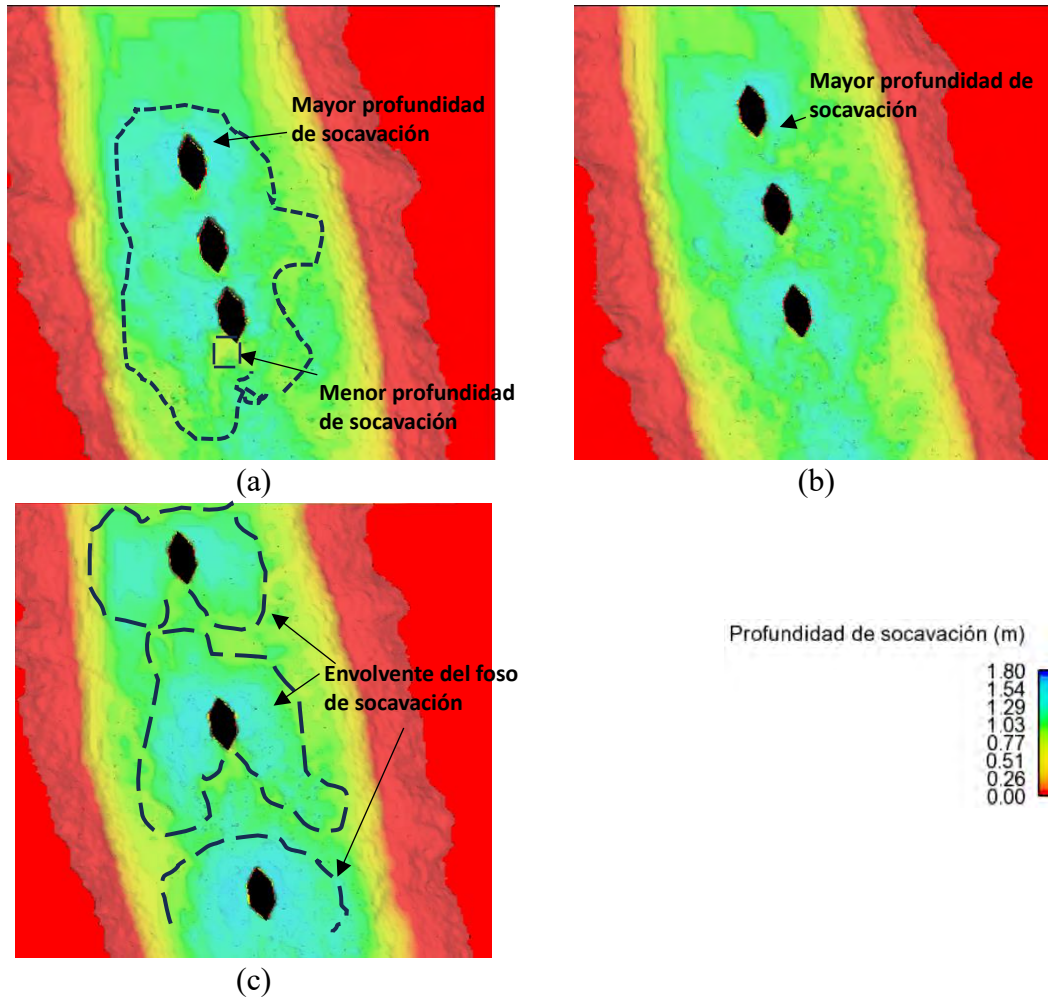 Mayor profundidad
de socavación
Menor profundidad
de socavación
(a)
Mayor profundidad de
socavación
(b)
Envolvente del foso
de socavación
(c)
Profundidad de socavación (m)
1.80
1.54
1.29
1.03
0.77
0.51
0.26
0.00